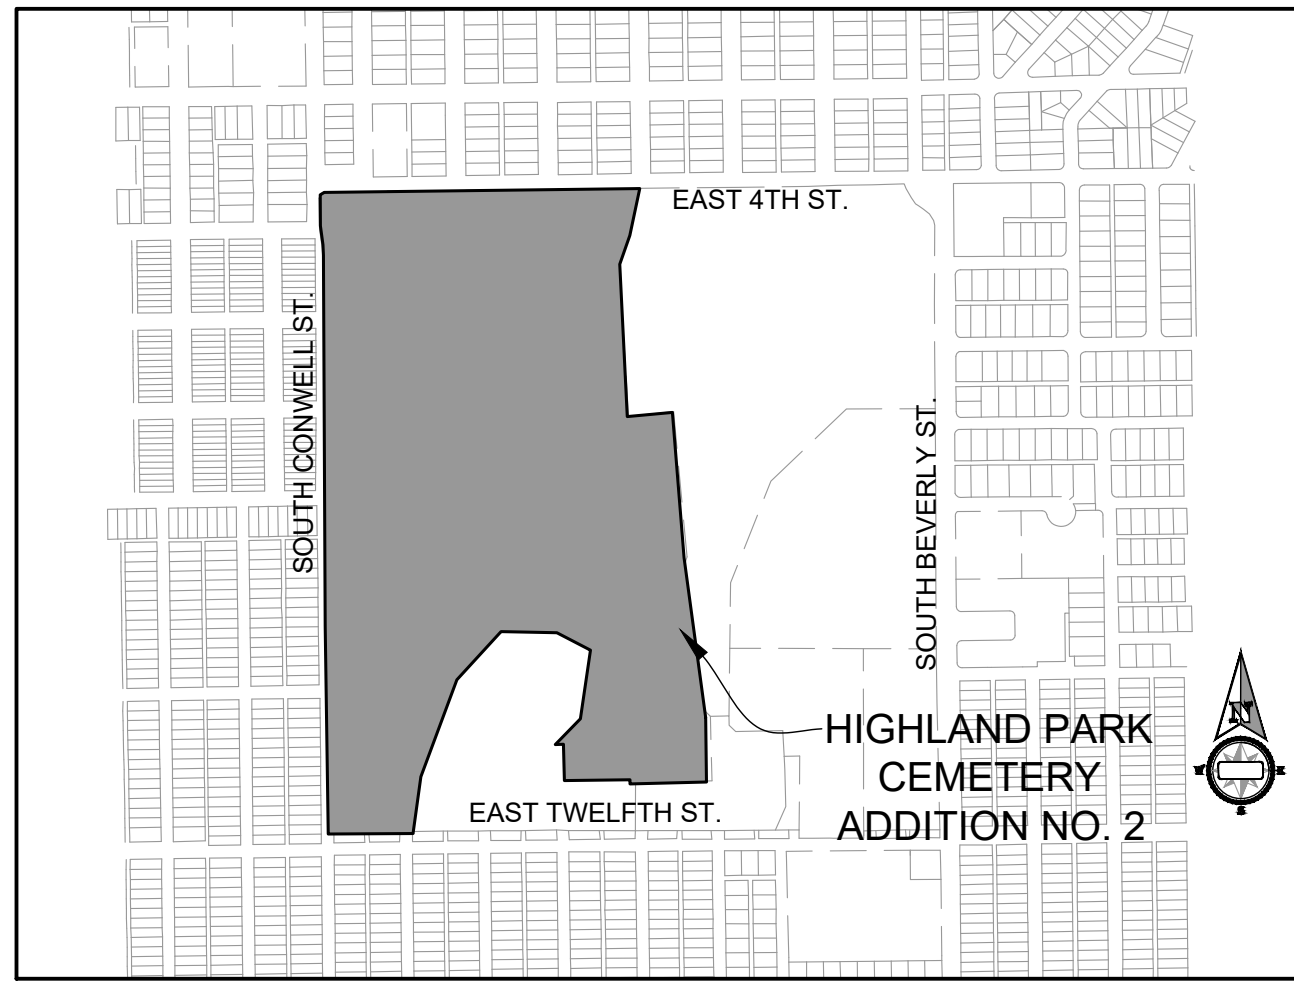 EAST 4TH ST.
SOUTH CONWELL ST.
SOUTH BEVERLY ST.
N
HIGHLAND PARK
CEMETERY
ADDITION NO. 2
S
EAST TWELFTH ST.